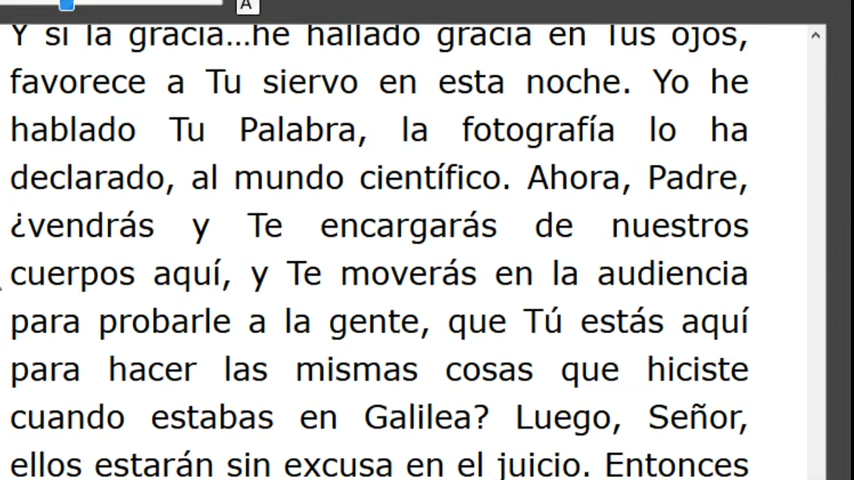 A
Y si la gracia...he hallado gracia en Tus ojos,
favorece a Tu siervo en esta noche. Yo he
hablado Tu Palabra, la fotografía lo ha
declarado, al mundo científico. Ahora, Padre,
¿vendrás y Te encargarás de nuestros
cuerpos aquí, y Te moverás en la audiencia
para probarle a la gente, que Tú estás aquí
para hacer las mismas cosas que hiciste
cuando estabas en Galilea? Luego, Señor,
ellos estarán sin excusa en el juicio. Entonces